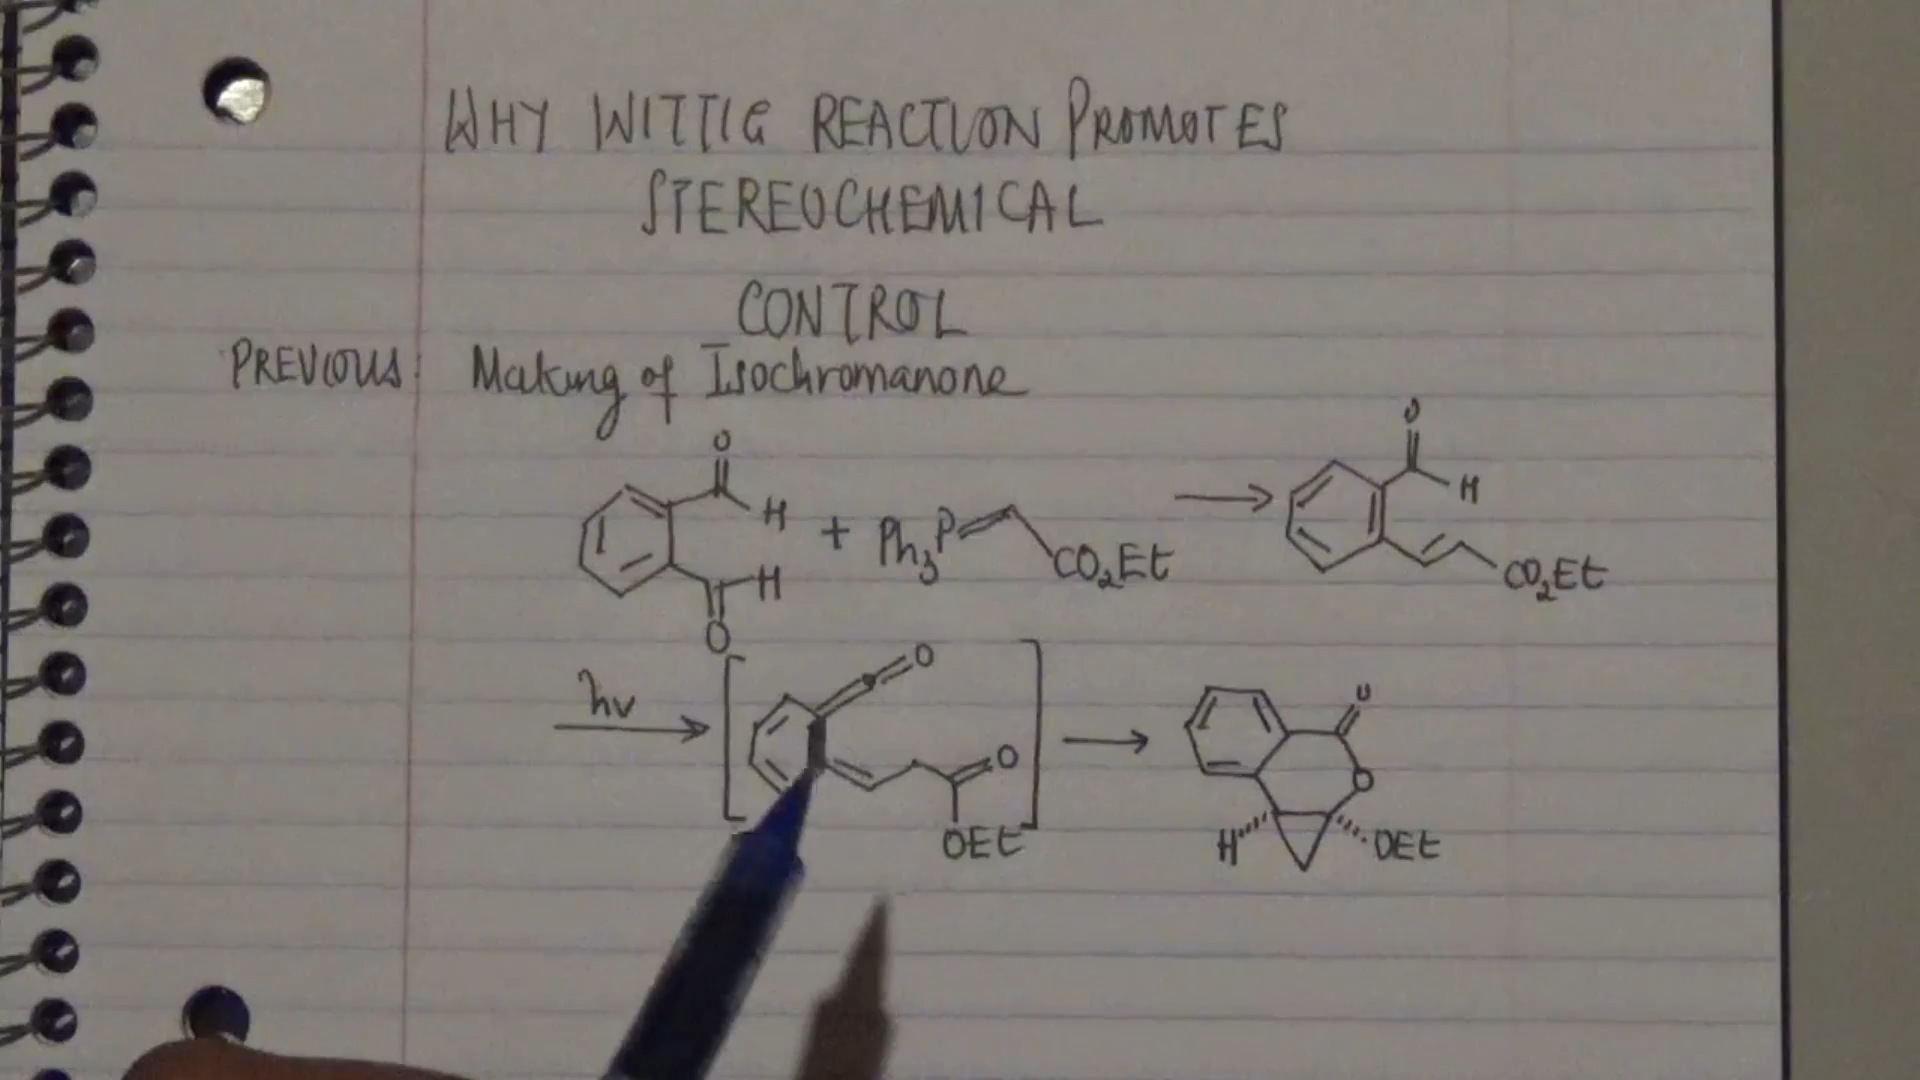 WHY WITTIG REACTION PROMOTES
STEREOCHEMICAL
CONTROL
PREVIOUS: Making of Isochromanone
O
H
H
O
+ Ph3P
CO2Et
O
H
CO2Et
hν
O
O
OEt
O
O
H
OEt